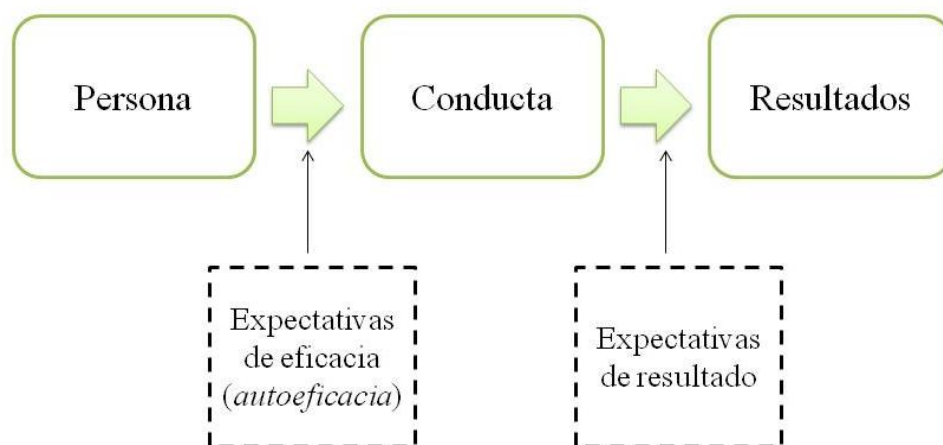 Persona
Conducta
Resultados
Expectativas
de eficacia
(autoeficacia)
Expectativas
de resultado